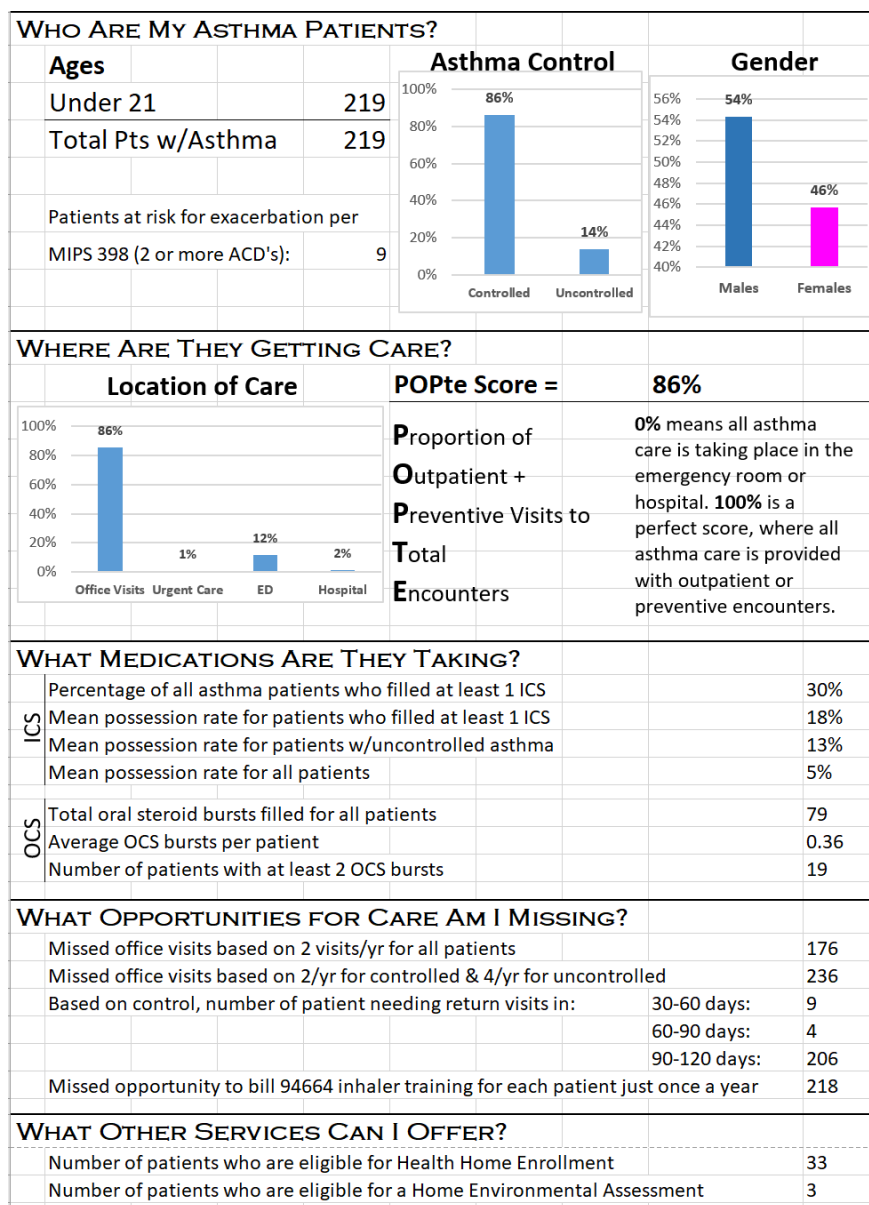 WHO ARE MY ASTHMA PATIENTS?
Ages
Under 21 219
Total Pts w/Asthma 219
Patients at risk for exacerbation per
MIPS 398 (2 or more ACD's): 9
Asthma Control
100%
80%
60%
40%
20%
0%
86%
14%
Controlled Uncontrolled
Gender
56%
54%
52%
50%
48%
46%
44%
42%
40%
54%
46%
Males Females
WHERE ARE THEY GETTING CARE?
Location of Care
100%
80%
60%
40%
20%
0%
86%
1%
12%
2%
Office Visits Urgent Care ED Hospital
POPte Score = 86%
Proportion of
Outpatient +
Preventive Visits to
Total
Encounters
0% means all asthma
care is taking place in the
emergency room or
hospital. 100% is a
perfect score, where all
asthma care is provided
with outpatient or
preventive encounters.
WHAT MEDICATIONS ARE THEY TAKING?
ICS
Percentage of all asthma patients who filled at least 1 ICS 30%
Mean possession rate for patients who filled at least 1 ICS 18%
Mean possession rate for patients w/uncontrolled asthma 13%
Mean possession rate for all patients 5%
OCS
Total oral steroid bursts filled for all patients 79
Average OCS bursts per patient 0.36
Number of patients with at least 2 OCS bursts 19
WHAT OPPORTUNITIES FOR CARE AM I MISSING?
Missed office visits based on 2 visits/yr for all patients 176
Missed office visits based on 2/yr for controlled & 4/yr for uncontrolled 236
Based on control, number of patient needing return visits in: 30-60 days: 9
60-90 days: 4
90-120 days: 206
Missed opportunity to bill 94664 inhaler training for each patient just once a year 218
WHAT OTHER SERVICES CAN I OFFER?
Number of patients who are eligible for Health Home Enrollment 33
Number of patients who are eligible for a Home Environmental Assessment 3